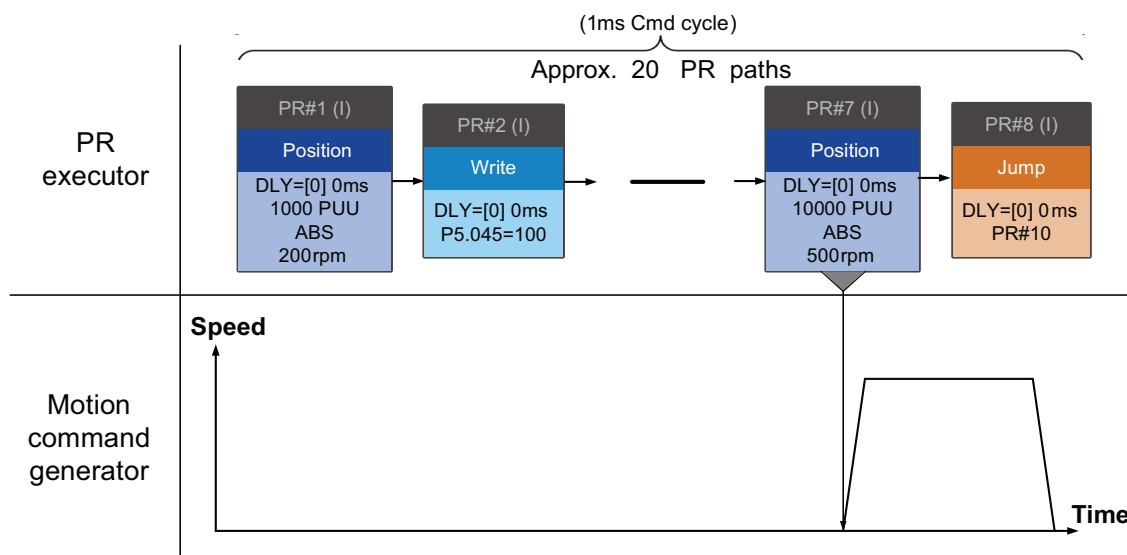 (1ms Cmd cycle)
Approx. 20 PR paths
PR
executor
PR#1 (I)
Position
DLY=[0] 0ms
1000 PUU
ABS
200rpm
PR#2 (I)
Write
DLY=[0] 0ms
P5.045=100
PR#7 (I)
Position
DLY=[0] 0ms
10000 PUU
ABS
500rpm
PR#8 (I)
Jump
DLY=[0] 0ms
PR#10
Motion
command
generator
Speed
Time